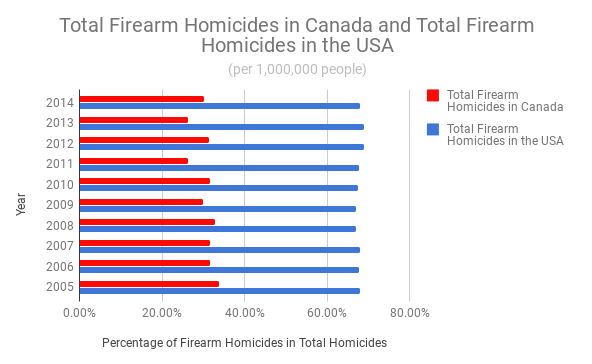 Total Firearm Homicides in Canada and Total Firearm
Homicides in the USA
(per 1,000,000 people)
Total Firearm
Homicides in Canada
Total Firearm
Homicides in the USA
Year
2014
2013
2012
2011
2010
2009
2008
2007
2006
2005
0.00% 20.00% 40.00% 60.00% 80.00%
Percentage of Firearm Homicides in Total Homicides